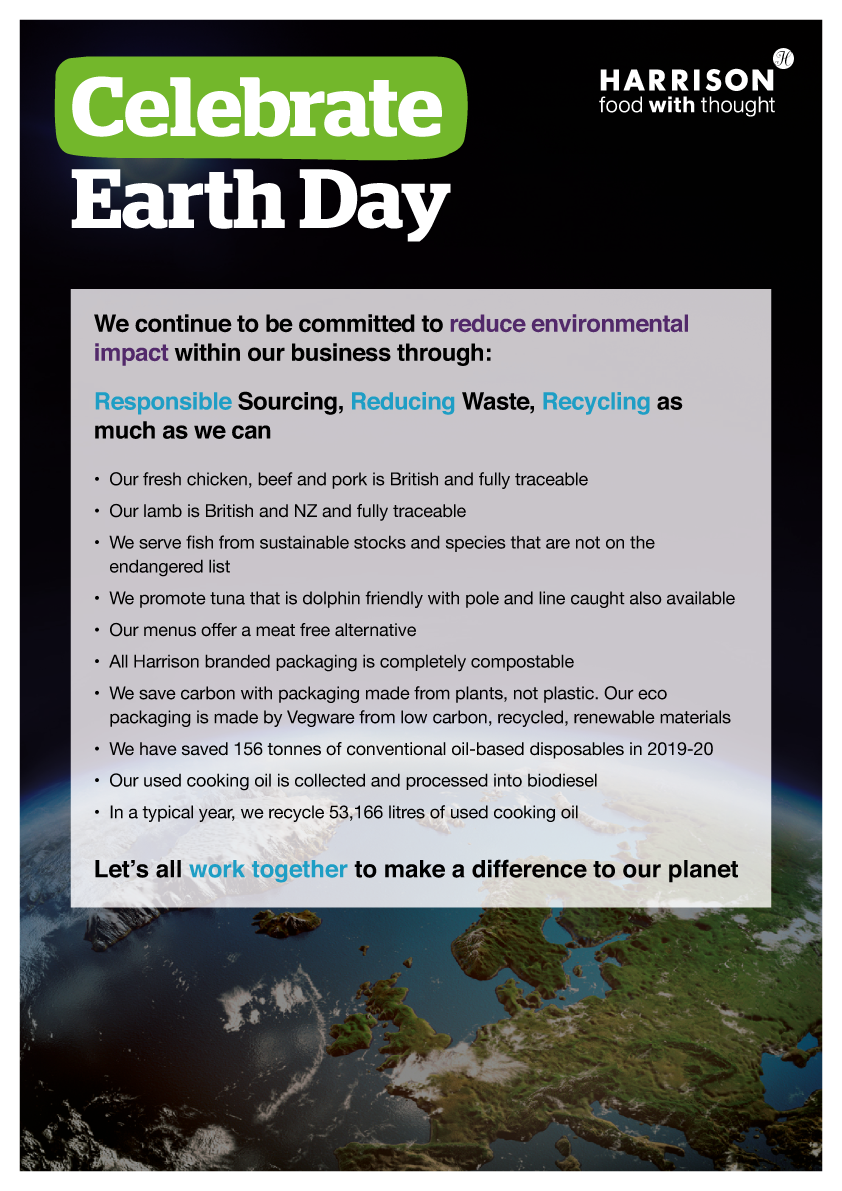 Celebrate
Earth Day
H
HARRISON
food with thought
We continue to be committed to reduce environmental
impact within our business through:
Responsible Sourcing, Reducing Waste, Recycling as
much as we can
• Our fresh chicken, beef and pork is British and fully traceable
• Our lamb is British and NZ and fully traceable
• We serve fish from sustainable stocks and species that are not on the
endangered list
• We promote tuna that is dolphin friendly with pole and line caught also available
• Our menus offer a meat free alternative
• All Harrison branded packaging is completely compostable
• We save carbon with packaging made from plants, not plastic. Our eco
packaging is made by Vegware from low carbon, recycled, renewable materials
• We have saved 156 tonnes of conventional oil-based disposables in 2019-20
• Our used cooking oil is collected and processed into biodiesel
• In a typical year, we recycle 53,166 litres of used cooking oil
Let's all work together to make a difference to our planet